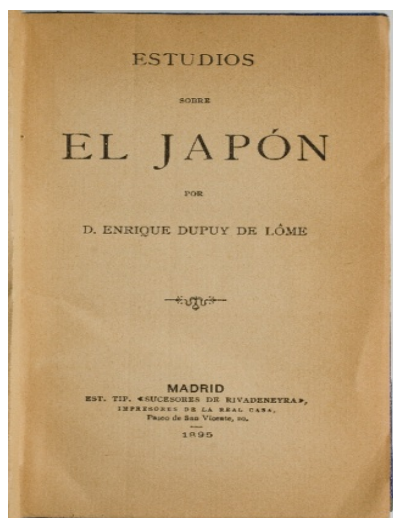 ESTUDIOS
SOBRE
EL JAPÓN
POR
D. ENRIQUE DUPUY DE LÔME
MADRID
EST. TIP. «SUCESORES DE RIVADENEYRA»,
IMPRESORES DE LA REAL CASA,
Paseo de San Vicente, 20.
1895